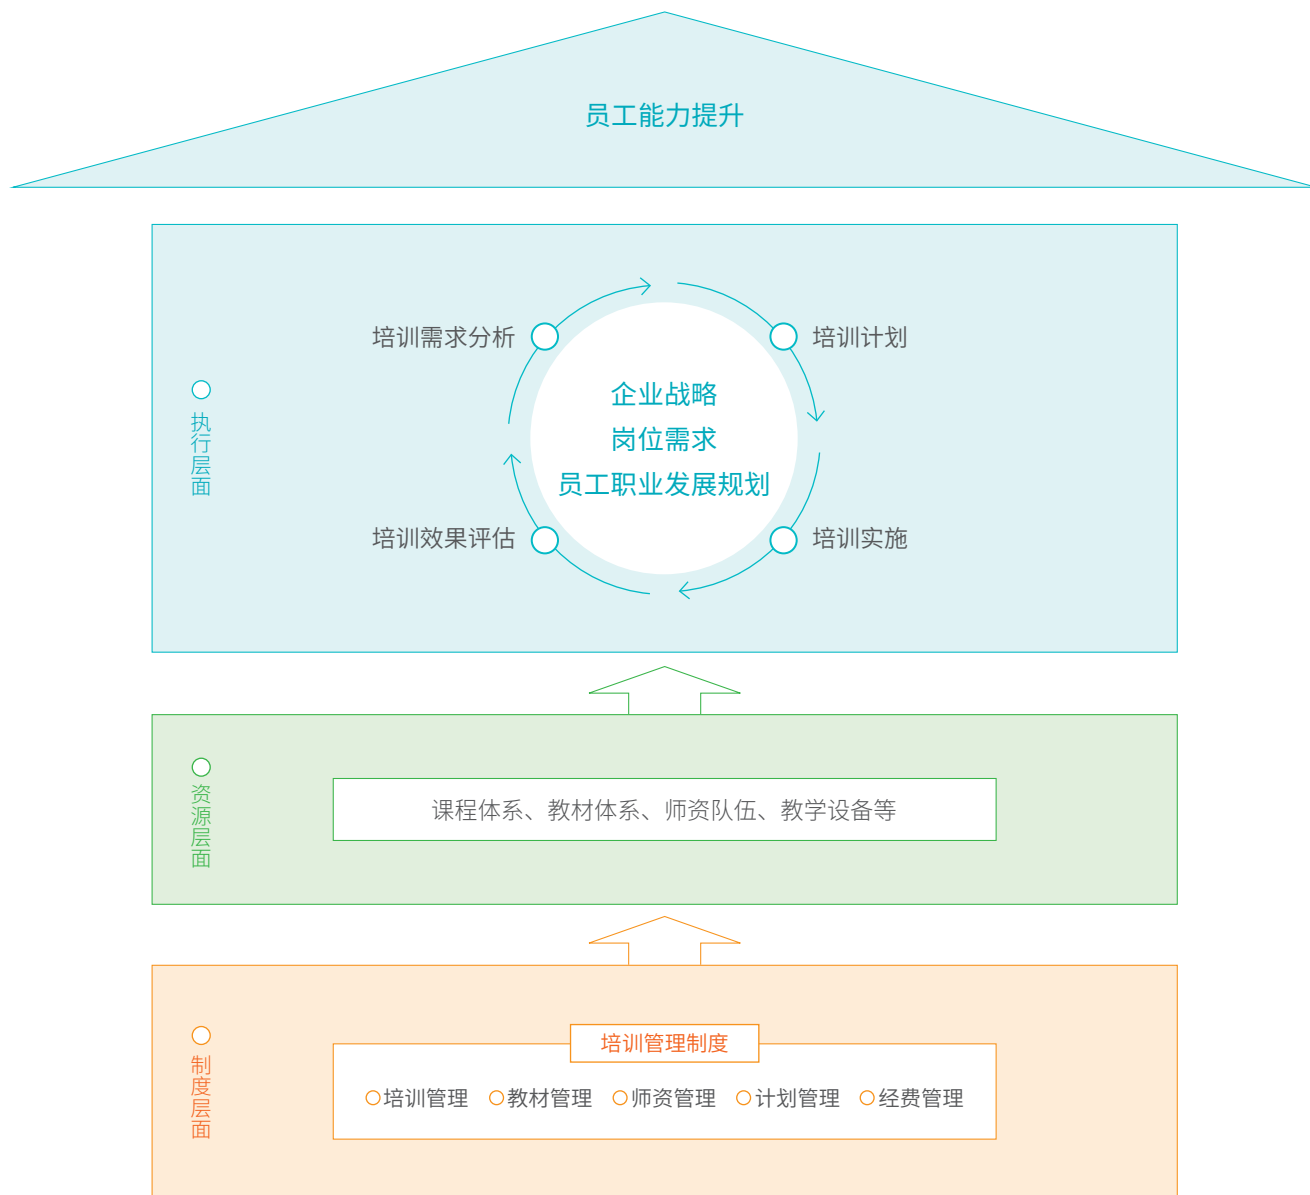 员工能力提升
培训需求分析
培训计划
企业战略
岗位需求
员工职业发展规划
执行层面
培训效果评估
培训实施
资源层面
课程体系、教材体系、师资队伍、教学设备等
制度层面
培训管理制度
培训管理 教材管理 师资管理 计划管理 经费管理